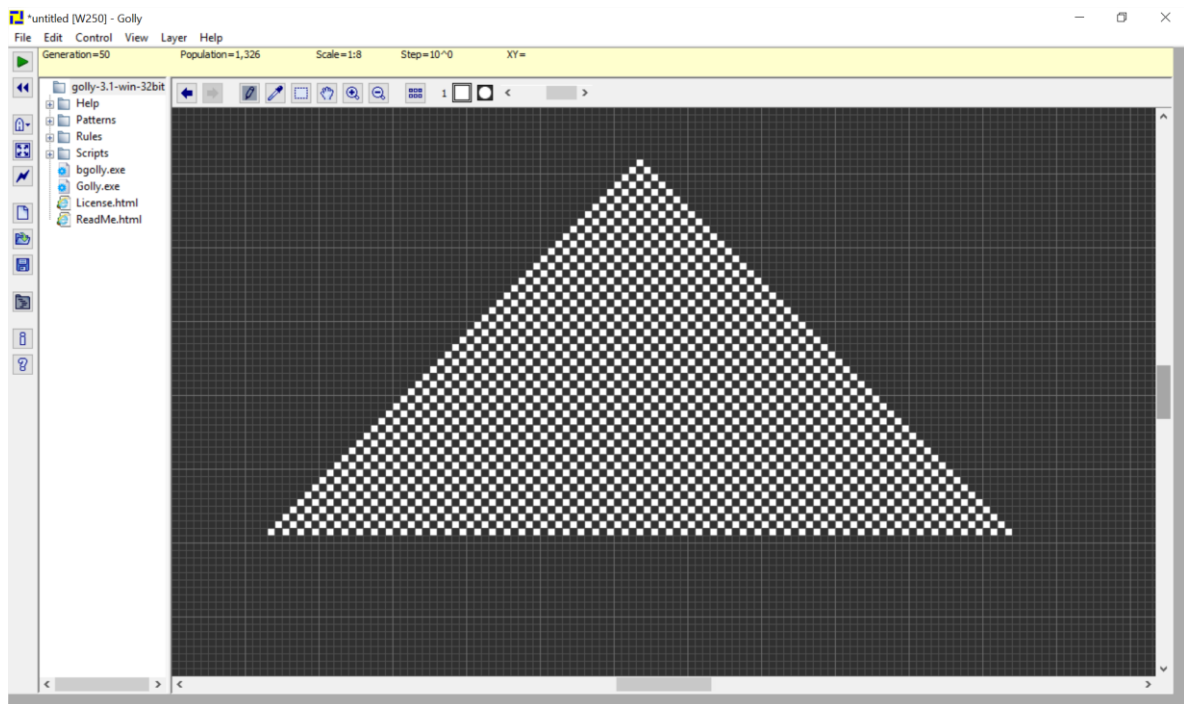 *untitled [W250] - Golly
File Edit Control View Layer Help
Generation=50 Population=1,326 Scale=1:8 Step=10^0 XY=
golly-3.1-win-32bit
Help
Patterns
Rules
Scripts
bgolly.exe
Golly.exe
License.html
ReadMe.html
1